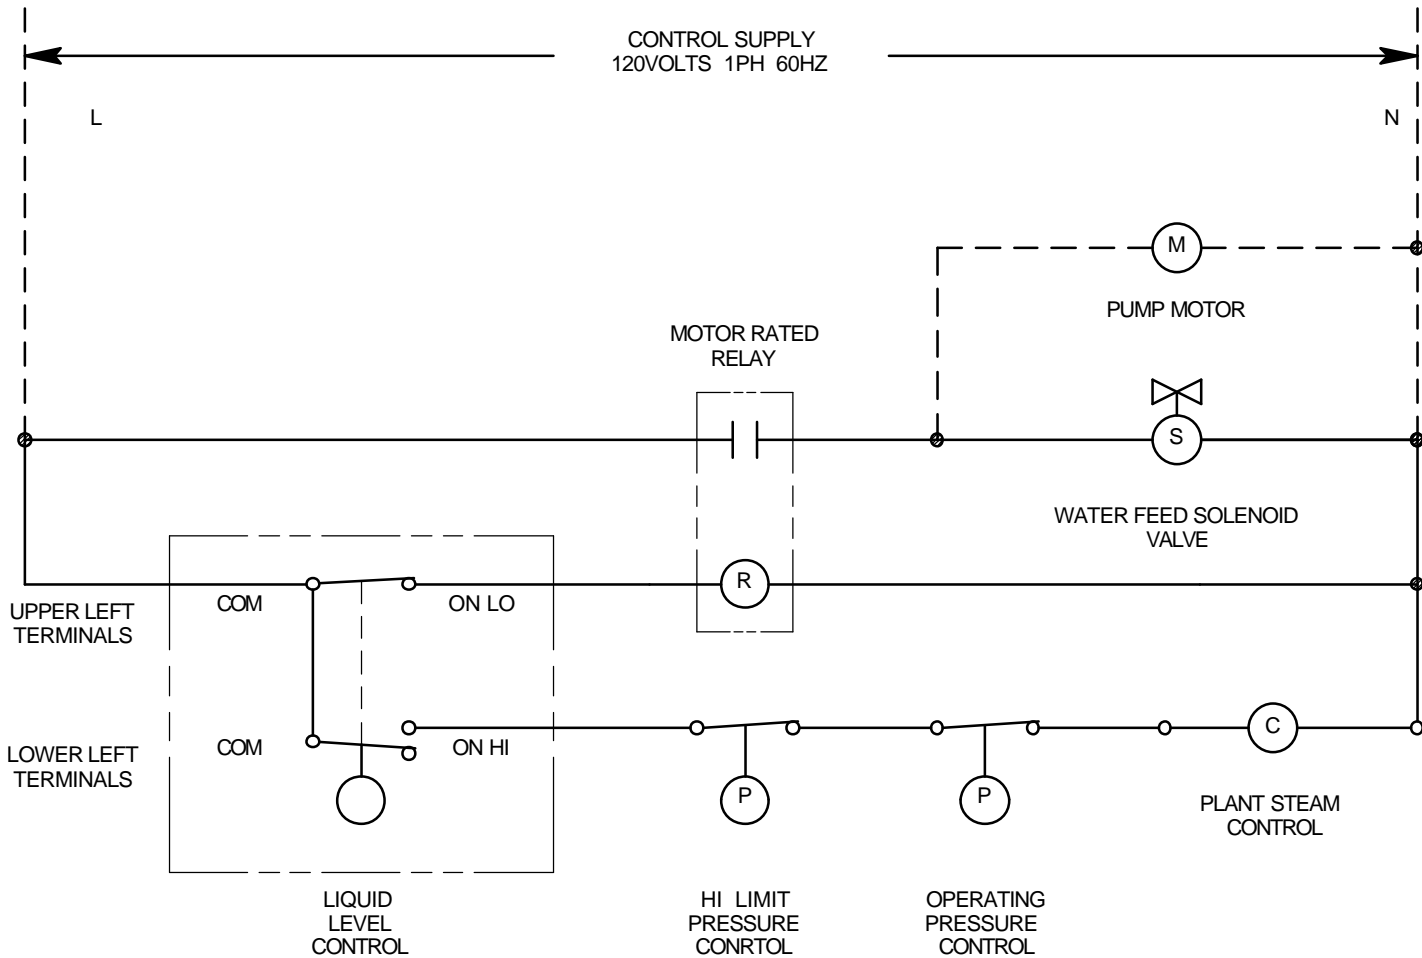 CONTROL SUPPLY
120VOLTS 1PH 60HZ
L
N
M
PUMP MOTOR
MOTOR RATED
RELAY
S
WATER FEED SOLENOID
VALVE
R
COM
ON LO
UPPER LEFT
TERMINALS
COM
ON HI
C
LOWER LEFT
TERMINALS
P
P
PLANT STEAM
CONTROL
LIQUID
LEVEL
CONTROL
HI LIMIT
PRESSURE
CONRTOL
OPERATING
PRESSURE
CONTROL